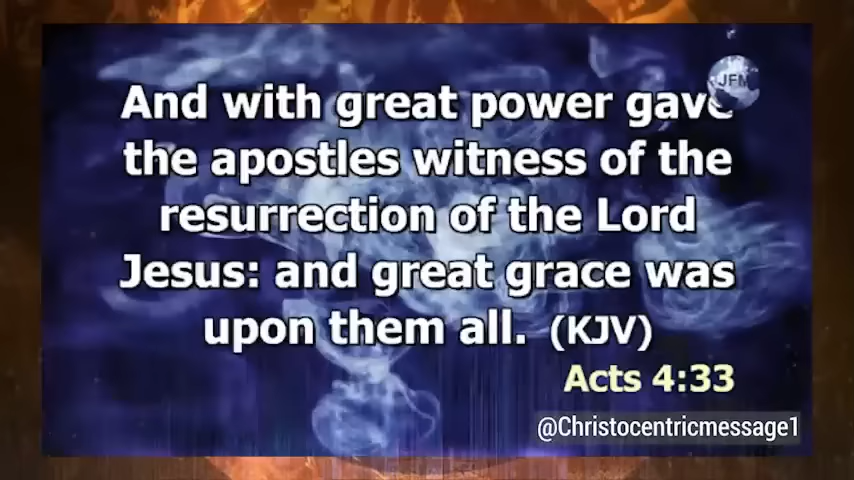 JFM
And with great power gave
the apostles witness of the
resurrection of the Lord
Jesus: and great grace was
upon them all. (KJV)
Acts 4:33
@Christocentricmessage1